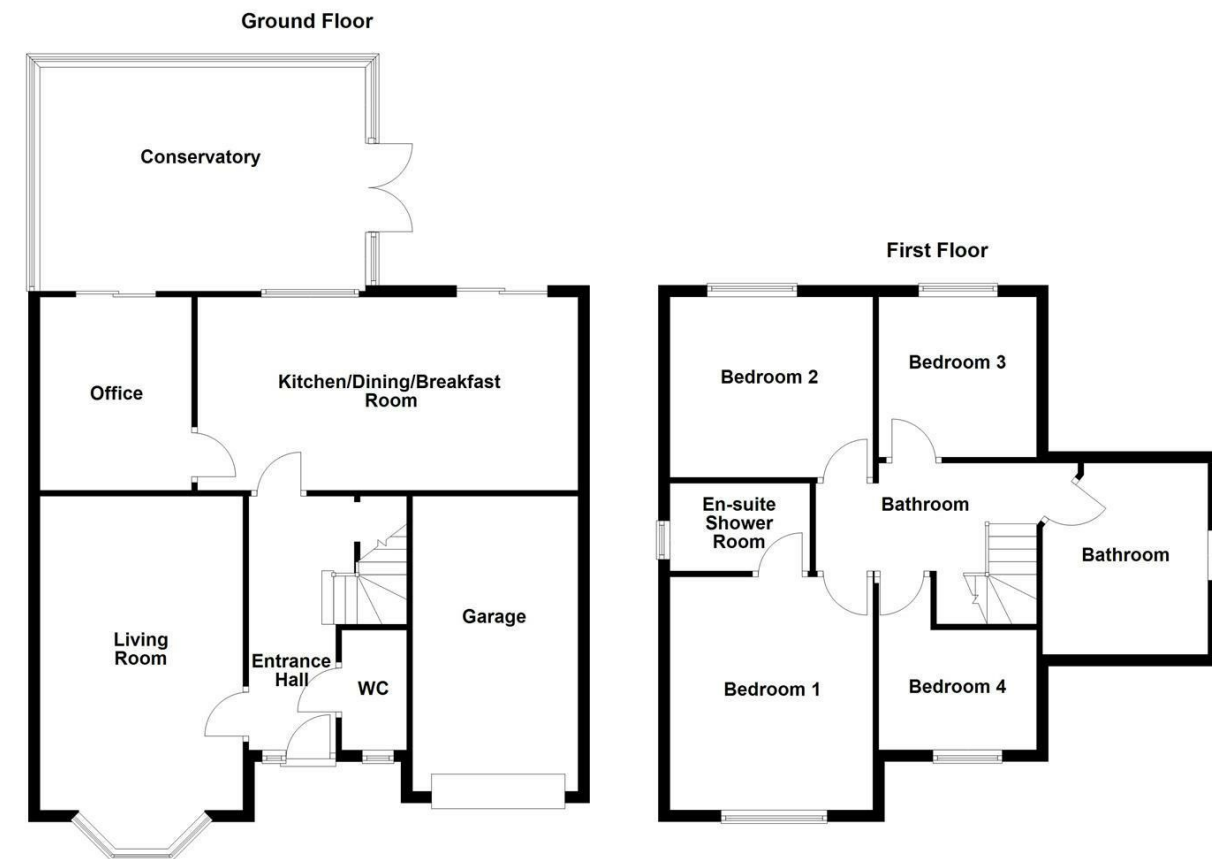 Ground Floor
Conservatory
Office
Kitchen/Dining/Breakfast
Room
Living
Room
Entrance
Hall
WC
Garage
First Floor
Bedroom 2
Bedroom 3
En-suite
Shower
Room
Bathroom
Bathroom
Bedroom 1
Bedroom 4